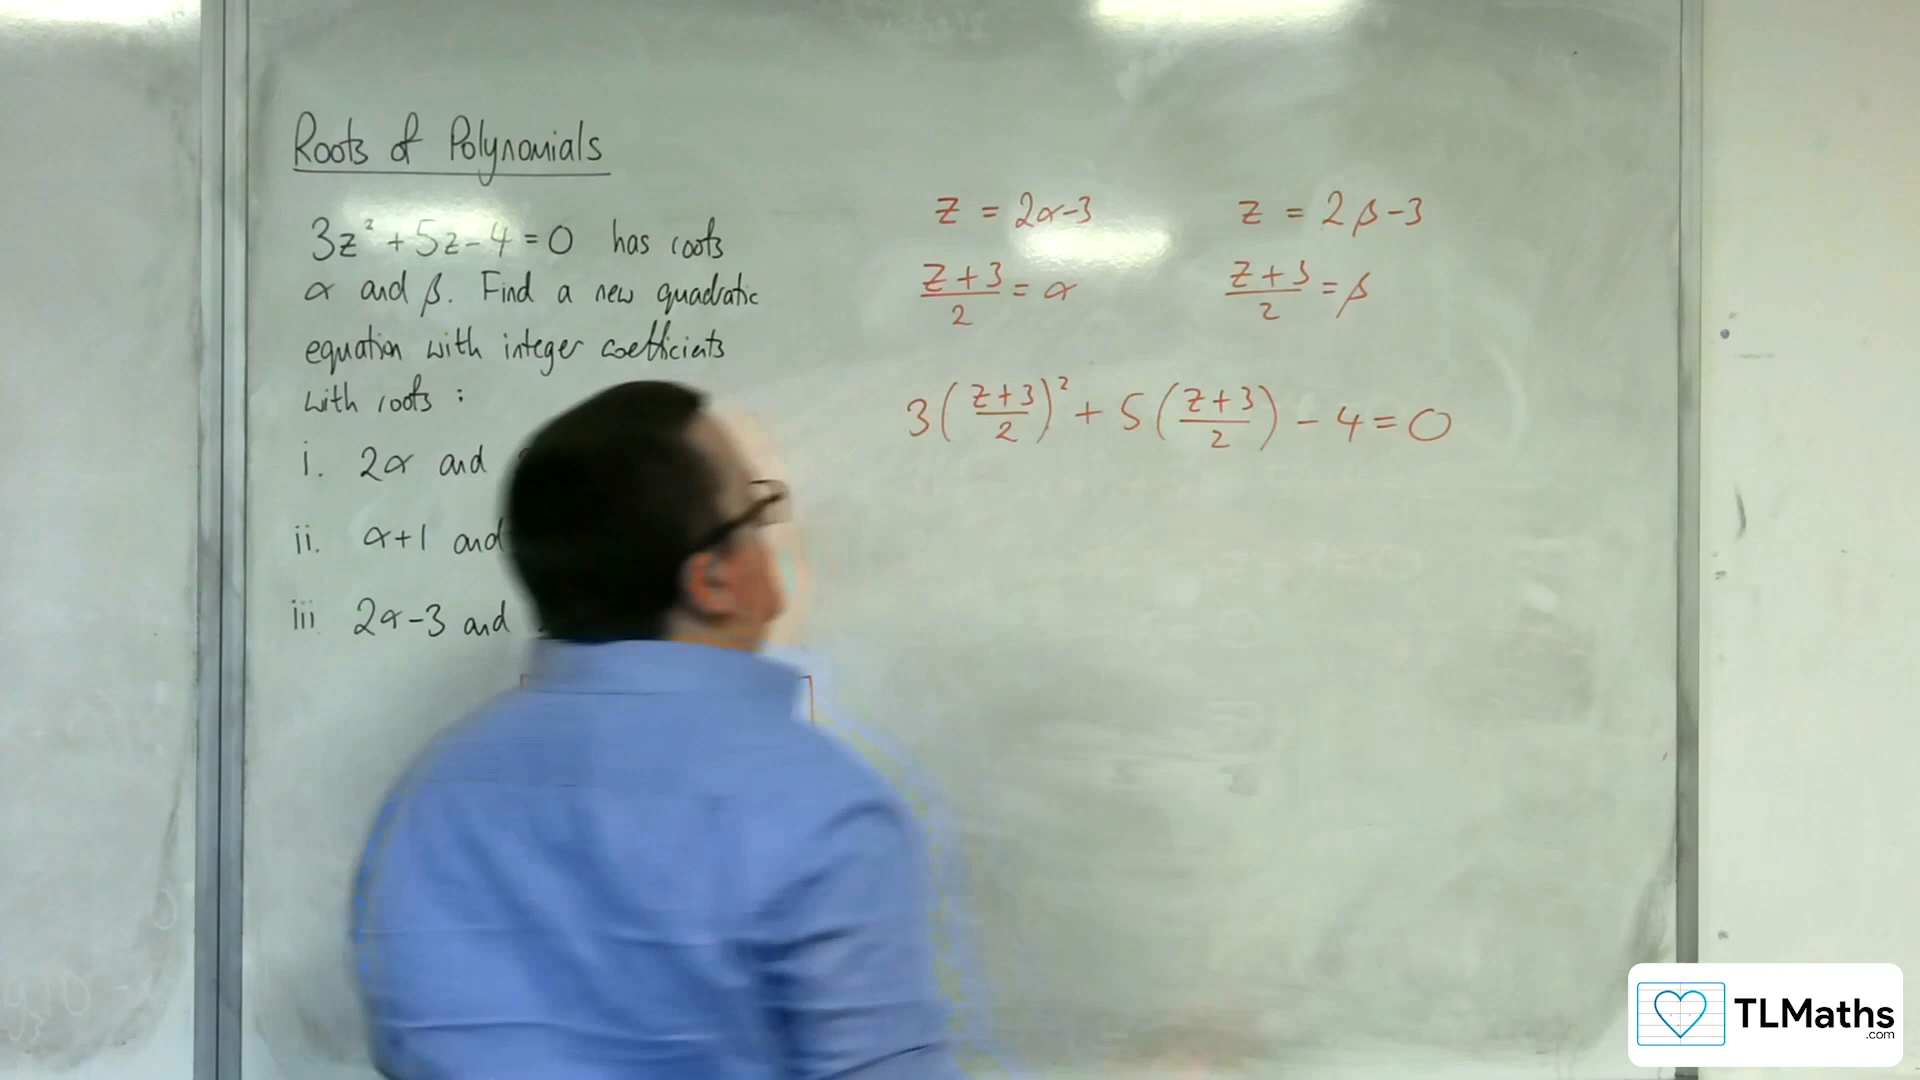 Roots of Polynomials
3z² + 5z - 4 = 0 has roots
α and β. Find a new quadratic
equation with integer coefficients
with roots :
i. 2α and
ii. α+1 and
iii 2α-3 and
z = 2α-3
z+3/2 = α
z = 2β-3
z+3/2 = β
3(z+3/2)² + 5(z+3/2) - 4 = 0
TLMaths
.com